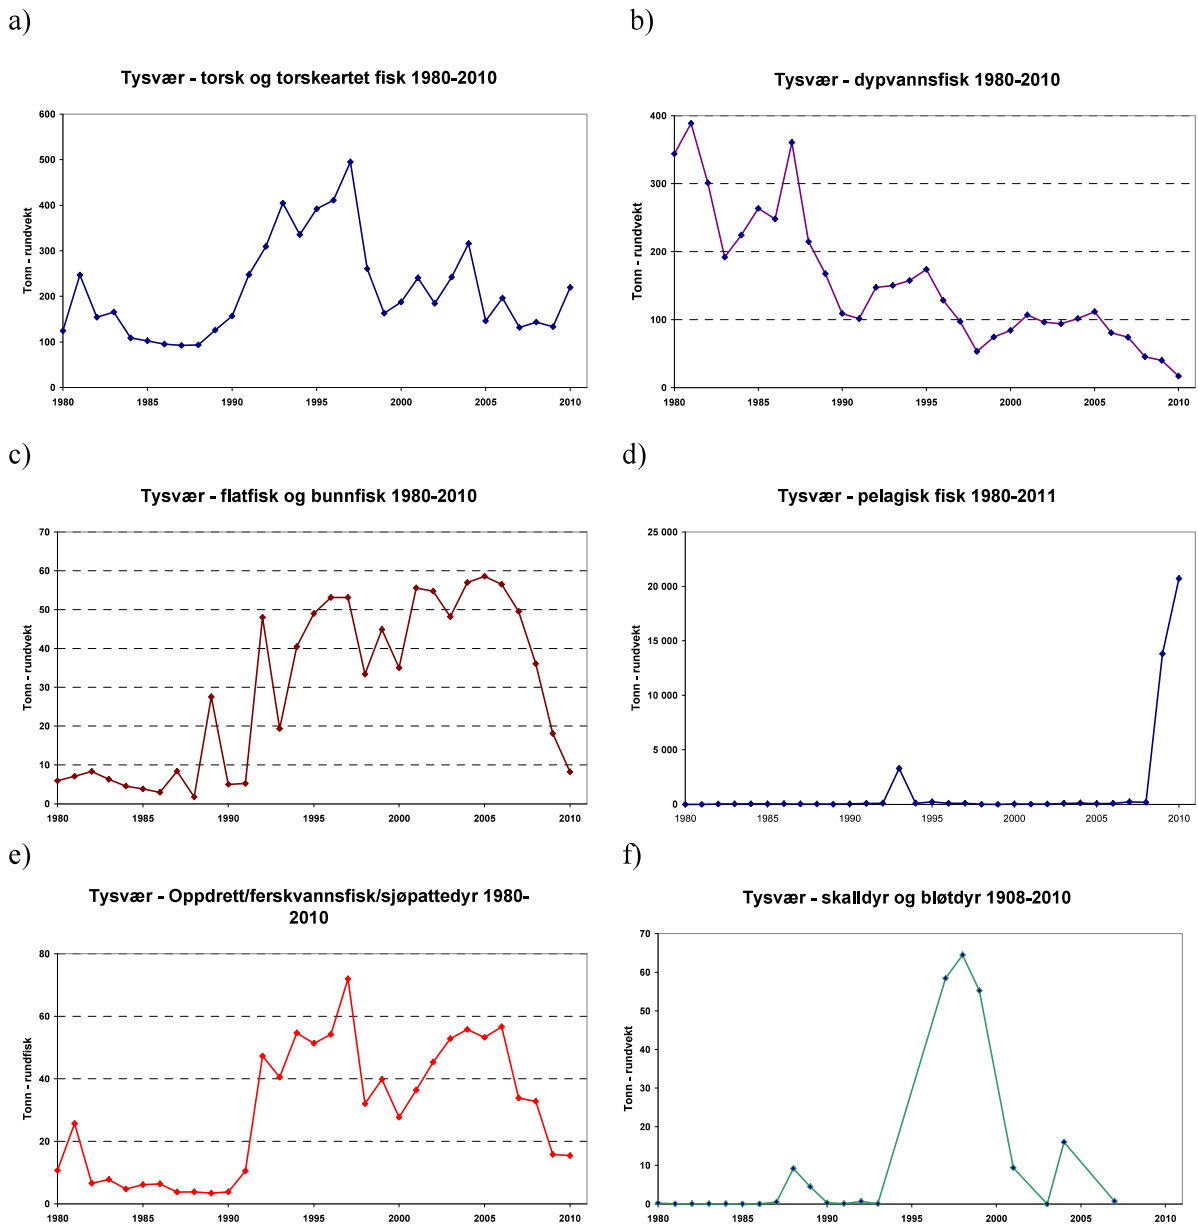 a)
Tysvær - torsk og torskeartet fisk 1980-2010
Tonn - rundvekt
600
500
400
300
200
100
0
1980 1985 1990 1995 2000 2005 2010
b)
Tysvær - dypvannsfisk 1980-2010
Tonn - rundvekt
400
300
200
100
0
1980 1985 1990 1995 2000 2005 2010
c)
Tysvær - flatfisk og bunnfisk 1980-2010
Tonn - rundvekt
70
60
50
40
30
20
10
0
1980 1985 1990 1995 2000 2005 2010
d)
Tysvær - pelagisk fisk 1980-2011
Tonn - rundvekt
25 000
20 000
15 000
10 000
5 000
0
1980 1985 1990 1995 2000 2005 2010
e)
Tysvær - Oppdrett/ferskvannsfisk/sjøpattedyr 1980-
2010
Tonn - rundfisk
80
60
40
20
0
1980 1985 1990 1995 2000 2005 2010
f)
Tysvær - skalldyr og bløtdyr 1908-2010
Tonn - rundvekt
70
60
50
40
30
20
10
0
1980 1985 1990 1995 2000 2005 2010